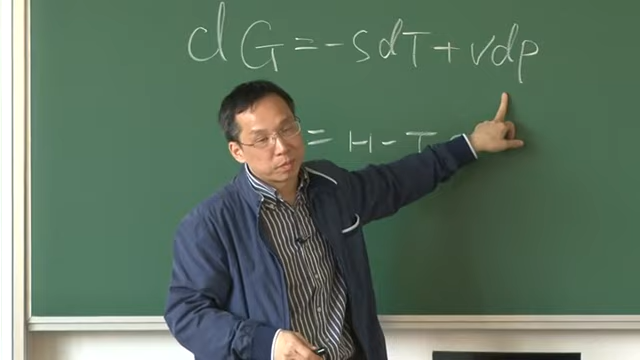 dG = -SdT + vdp
= H - T